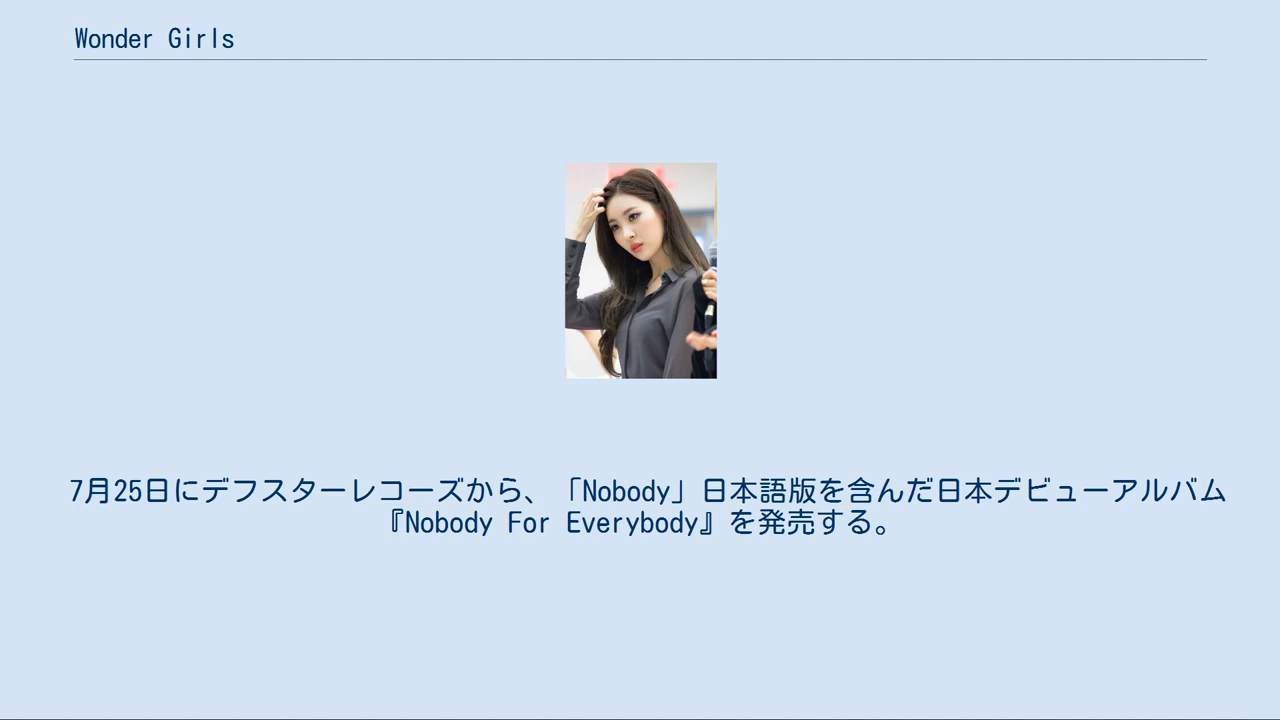 Wonder Girls
7月25日にデフスターレコーズから、「Nobody」日本語版を含んだ日本デビューアルバム
『Nobody For Everybody』を発売する。